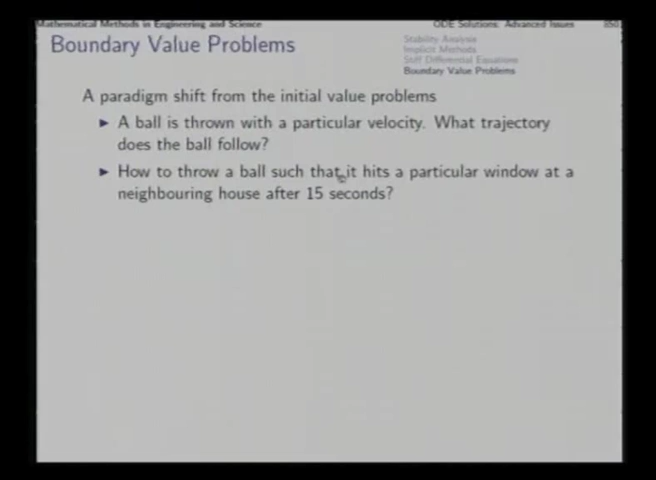 Mathematical Methods in Engineering and Science
ODE Solutions: Advanced Issues
Boundary Value Problems
Stability Analysis
Implicit Methods
Stiff Differential Equations
Boundary Value Problems
A paradigm shift from the initial value problems
A ball is thrown with a particular velocity. What trajectory
does the ball follow?
How to throw a ball such that it hits a particular window at a
neighbouring house after 15 seconds?